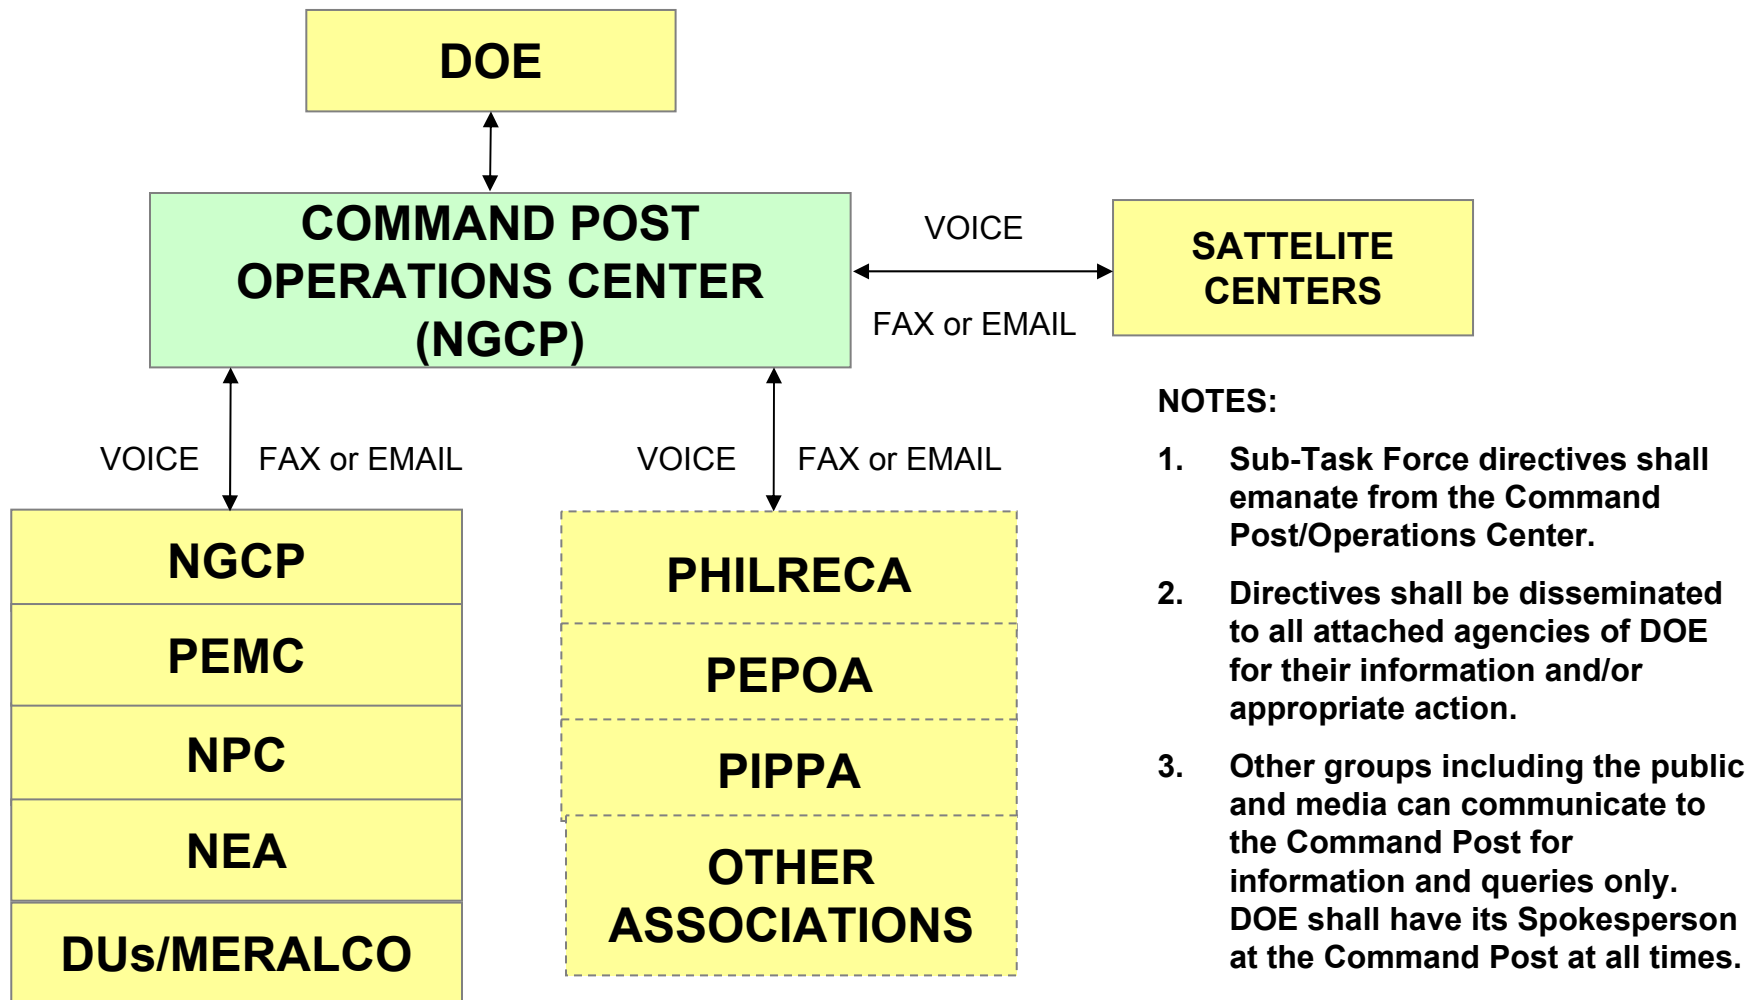 DOE
COMMAND POST
OPERATIONS CENTER
(NGCP)
VOICE
FAX or EMAIL
SATTELITE
CENTERS
VOICE FAX or EMAIL
VOICE FAX or EMAIL
NGCP
PEMC
NPC
NEA
DUs/MERALCO
PHILRECA
PEPOA
PIPPA
OTHER
ASSOCIATIONS
NOTES:
1. Sub-Task Force directives shall
emanate from the Command
Post/Operations Center.
2. Directives shall be disseminated
to all attached agencies of DOE
for their information and/or
appropriate action.
3. Other groups including the public
and media can communicate to
the Command Post for
information and queries only.
DOE shall have its Spokesperson
at the Command Post at all times.